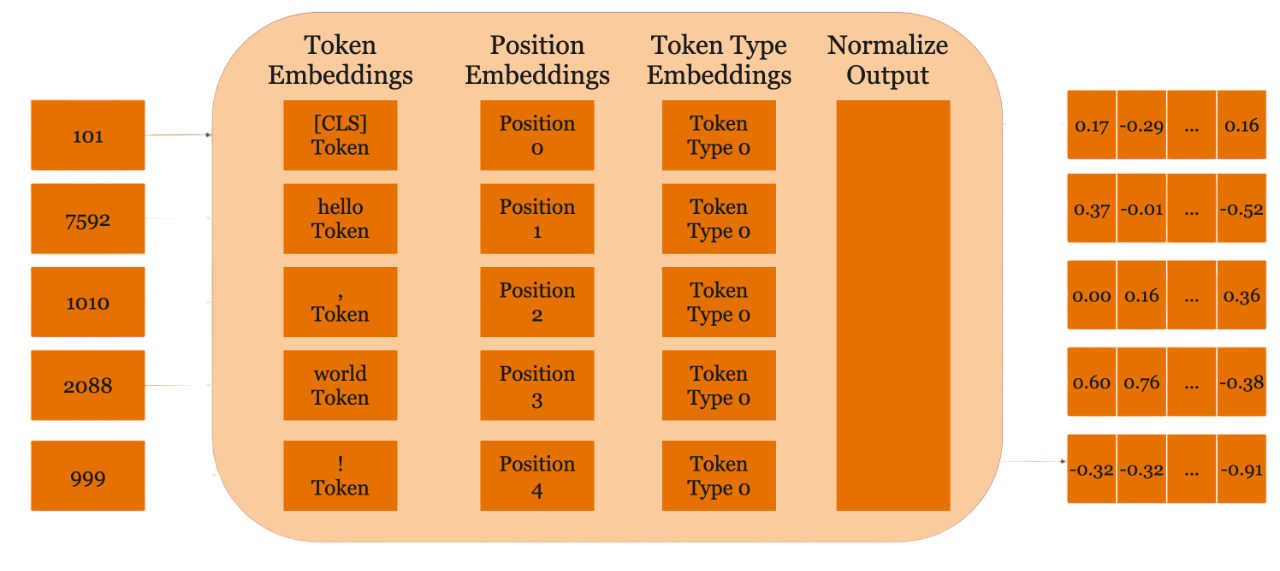 Token Position Token Type Normalize
Embeddings Embeddings Embeddings Output
101
[CLS]
Token
Position
0
Token
Type 0
0.17 -0.29 ... 0.16
7592
hello
Token
Position
1
Token
Type 0
0.37 -0.01 ... -0.52
1010
,
Token
Position
2
Token
Type 0
0.00 0.16 ... 0.36
2088
world
Token
Position
3
Token
Type 0
0.60 0.76 ... -0.38
999
!
Token
Position
4
Token
Type 0
-0.32 -0.32 ... -0.91